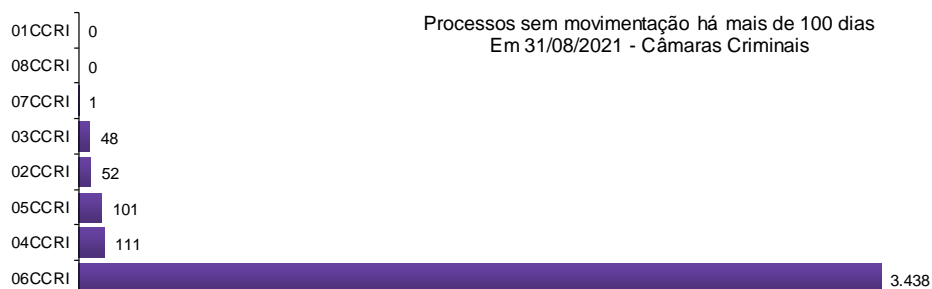 Processos sem movimentação há mais de 100 dias
Em 31/08/2021 - Câmaras Criminais
01CCRI 0
08CCRI 0
07CCRI 1
03CCRI 48
02CCRI 52
05CCRI 101
04CCRI 111
06CCRI 3.438